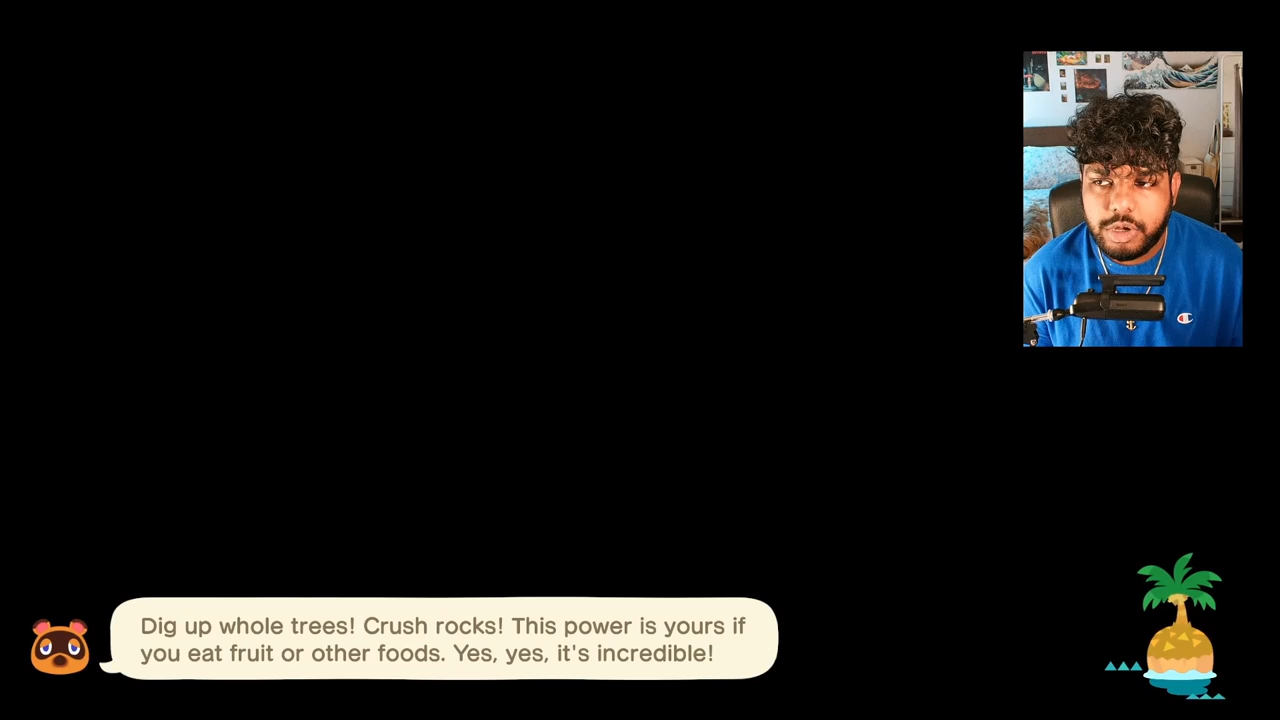 Dig up whole trees! Crush rocks! This power is yours if
you eat fruit or other foods. Yes, yes, it's incredible!